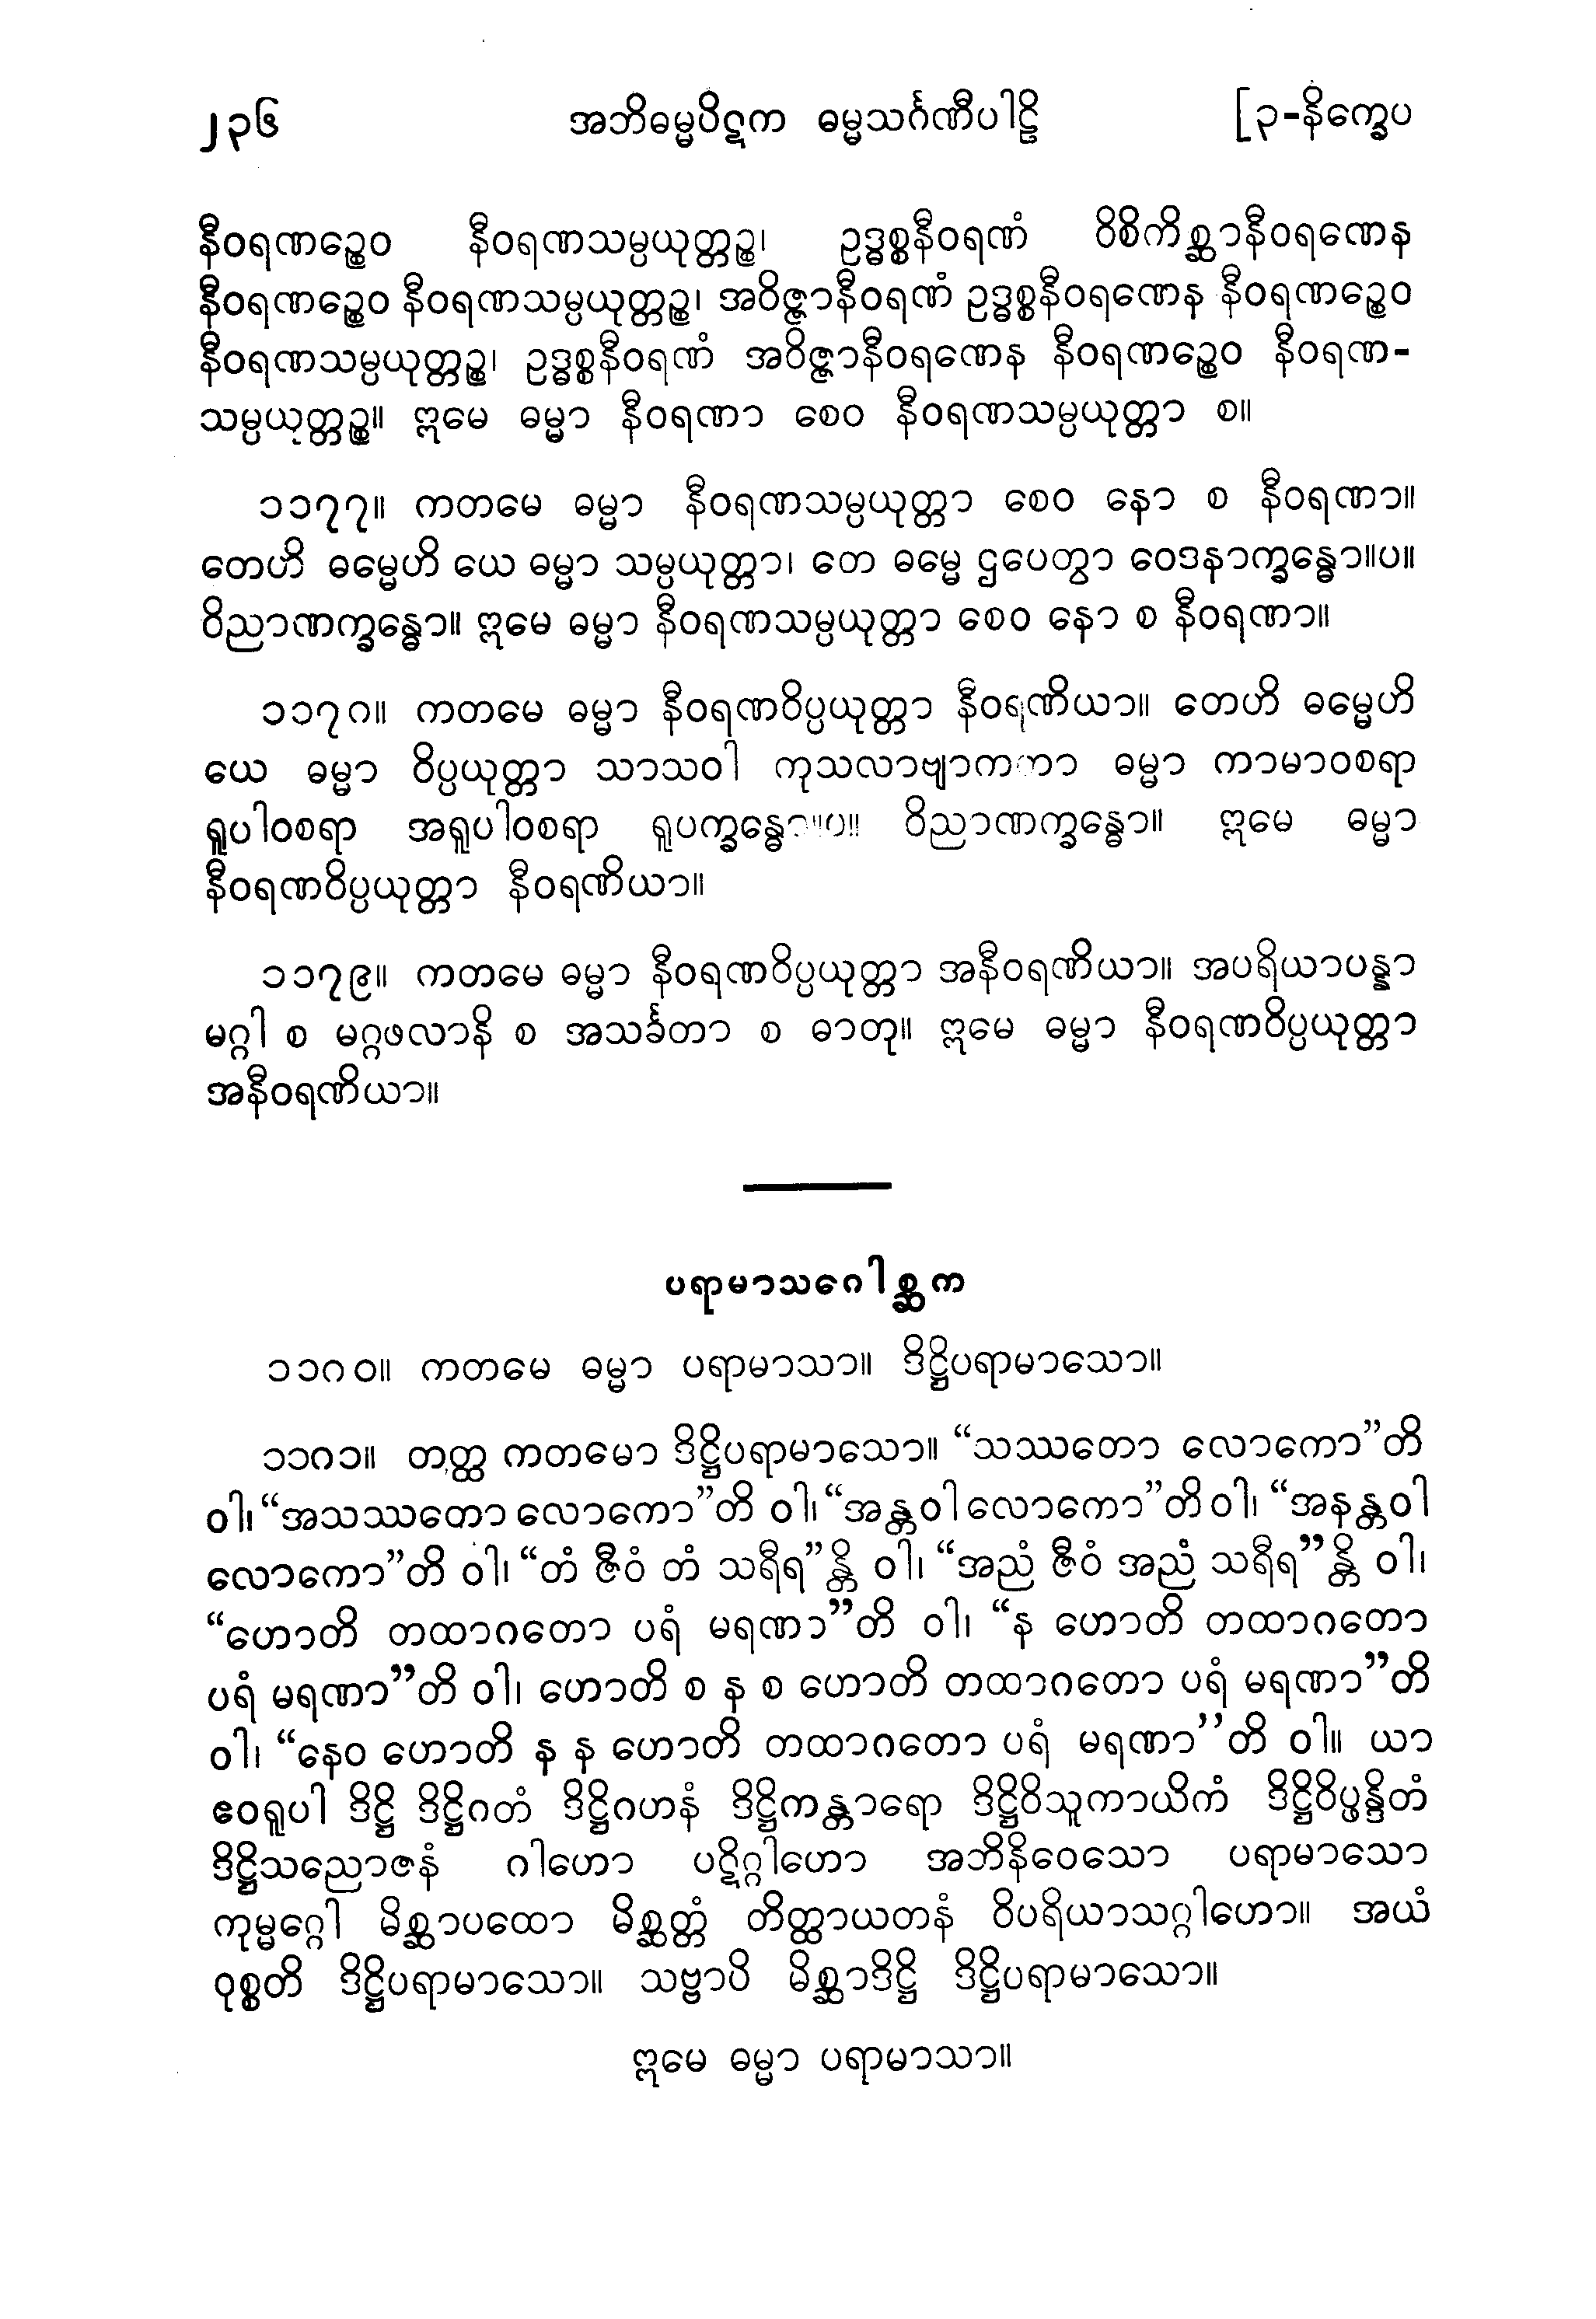 ၂၃၆ အဘိဓမ္မပိဋက ဓမ္မသင်္ဂဏီပါဠိ [၃-နိက္ခေပ
နီဝရဏဉ္စေဝ နီဝရဏသမ္ပယုတ္တဉ္စ၊ ဥဒ္ဓစ္စနီဝရဏံ ဝိစိကိစ္ဆာနီဝရဏေန
နီဝရဏဉ္စေဝ နီဝရဏသမ္ပယုတ္တဉ္စ၊ အဝိဇ္ဇာနီဝရဏံ ဥဒ္ဓစ္စနီဝရဏေန နီဝရဏဉ္စေဝ
နီဝရဏသမ္ပယုတ္တဉ္စ၊ ဥဒ္ဓစ္စနီဝရဏံ အဝိဇ္ဇာနီဝရဏေန နီဝရဏဉ္စေဝ နီဝရဏ-
သမ္ပယုတ္တဉ္စ။ ဣမေ ဓမ္မာ နီဝရဏာ စေဝ နီဝရဏသမ္ပယုတ္တာ စ။
၁၁၇၇။ ကတမေ ဓမ္မာ နီဝရဏသမ္ပယုတ္တာ စေဝ နော စ နီဝရဏာ။
တေဟိ ဓမ္မေဟိ ယေ ဓမ္မာ သမ္ပယုတ္တာ၊ တေ ဓမ္မေ ဌပေတွာ ဝေဒနာက္ခန္ဓော။ပ။
ဝိညာဏက္ခန္ဓော။ ဣမေ ဓမ္မာ နီဝရဏသမ္ပယုတ္တာ စေဝ နော စ နီဝရဏာ။
၁၁၇၈။ ကတမေ ဓမ္မာ နီဝရဏဝိပ္ပယုတ္တာ နီဝရဏိယာ။ တေဟိ ဓမ္မေဟိ
ယေ ဓမ္မာ ဝိပ္ပယုတ္တာ သာသဝါ ကုသလာဗျာကတာ ဓမ္မာ ကာမာဝစရာ
ရူပါဝစရာ အရူပါဝစရာ ရူပက္ခန္ဓော။ပ။ ဝိညာဏက္ခန္ဓော။ ဣမေ ဓမ္မာ
နီဝရဏဝိပ္ပယုတ္တာ နီဝရဏိယာ။
၁၁၇၉။ ကတမေ ဓမ္မာ နီဝရဏဝိပ္ပယုတ္တာ အနီဝရဏိယာ။ အပရိယာပန္နာ
မဂ္ဂါ စ မဂ္ဂဖလာနိ စ အသင်္ခတာ စ ဓာတု။ ဣမေ ဓမ္မာ နီဝရဏဝိပ္ပယုတ္တာ
အနီဝရဏိယာ။
ပရာမာသဂေါစ္ဆက
၁၁၈၀။ ကတမေ ဓမ္မာ ပရာမာသာ။ ဒိဋ္ဌိပရာမာသော။
၁၁၈၁။ တတ္ထ ကတမော ဒိဋ္ဌိပရာမာသော။ “သဿတော လောကော”တိ
ဝါ၊ “အသဿတော လောကော”တိ ဝါ၊ “အန္တဝါ လောကော”တိ ဝါ၊ “အနန္တဝါ
လောကော”တိ ဝါ၊ “တံ ဇီဝံ တံ သရီရ”န္တိ ဝါ၊ “အညံ ဇီဝံ အညံ သရီရ”န္တိ ဝါ၊
“ဟောတိ တထာဂတော ပရံ မရဏာ”တိ ဝါ၊ “န ဟောတိ တထာဂတော
ပရံ မရဏာ”တိ ဝါ၊ ဟောတိ စ န စ ဟောတိ တထာဂတော ပရံ မရဏာ”တိ
ဝါ၊ “နေဝ ဟောတိ န န ဟောတိ တထာဂတော ပရံ မရဏာ’’တိ ဝါ။ ယာ
ဧဝရူပါ ဒိဋ္ဌိ ဒိဋ္ဌိဂတံ ဒိဋ္ဌိဂဟနံ ဒိဋ္ဌိကန္တာရော ဒိဋ္ဌိဝိသူကာယိကံ ဒိဋ္ဌိဝိပ္ဖန္ဒိတံ
ဒိဋ္ဌိသညောဇနံ ဂါဟော ပဋိဂ္ဂါဟော အဘိနိဝေသော ပရာမာသော
ကုမ္မဂ္ဂေါ မိစ္ဆာပထော မိစ္ဆတ္တံ တိတ္ထာယတနံ ဝိပရိယာသဂ္ဂါဟော။ အယံ
ဝုစ္စတိ ဒိဋ္ဌိပရာမာသော။ သဗ္ဗာပိ မိစ္ဆာဒိဋ္ဌိ ဒိဋ္ဌိပရာမာသော။
ဣမေ ဓမ္မာ ပရာမာသာ။